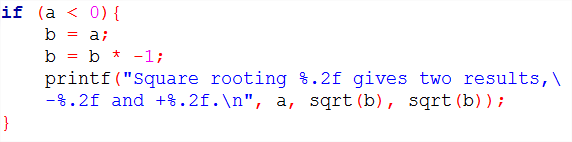 if (a < 0){
b = a;
b = b * -1;
printf("Square rooting %.2f gives two results,\
-%.2f and +%.2f.\n", a, sqrt(b), sqrt(b));
}